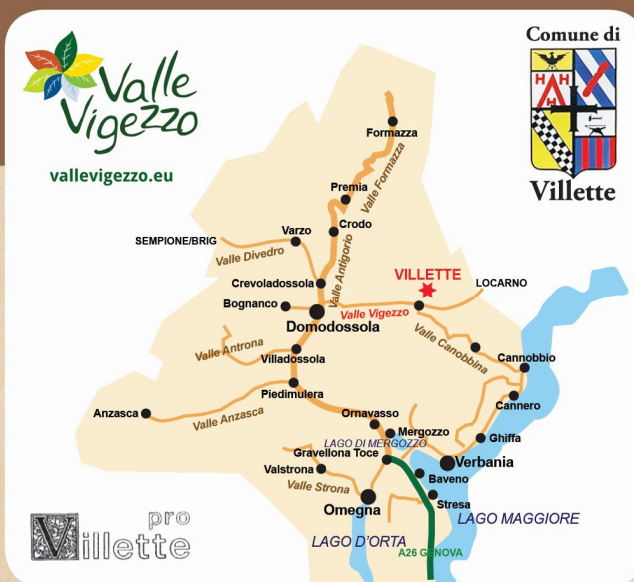 Valle
Vigezzo
vallevigezzo.eu
Comune di
Villette
Formazza
Valle Formazza
Premia
Crodo
Valle Antigorio
SEMPIONE/BRIG
Varzo
Valle Divedro
Crevoladossola
VILLETTE
LOCARNO
Bognanco
Valle Vigezzo
Domodossola
Valle Canobbina
Valle Antrona
Villadossola
Cannobbio
Piedimulera
Anzasca
Valle Anzasca
Cannero
Ornavasso
Mergozzo
LAGO DI MERGOZZO
Ghiffa
Gravellona Toce
Valstrona
Verbania
Baveno
Valle Strona
Stresa
Omegna
LAGO MAGGIORE
LAGO D'ORTA
A26 GENOVA
pro
Villette
H H
H